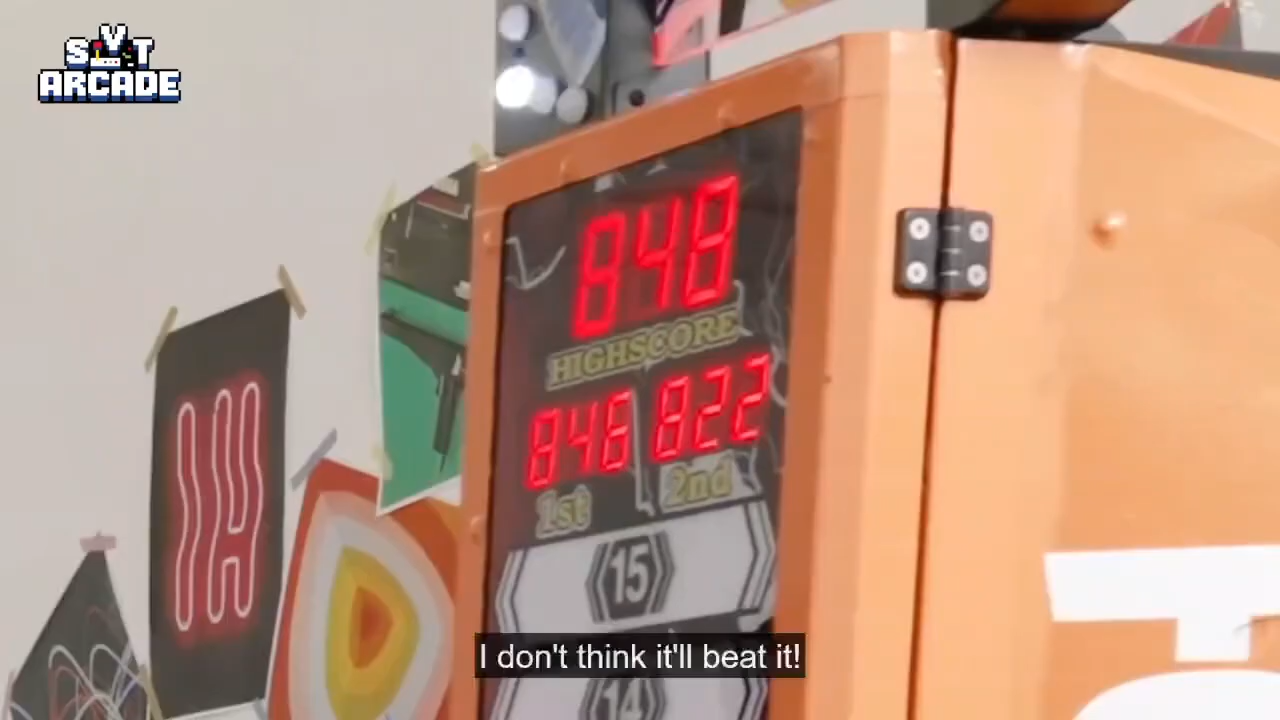 SVT
ARCADE
848
HIGHSCORE
846 822
1st 2nd
15
14
I don't think it'll beat it!